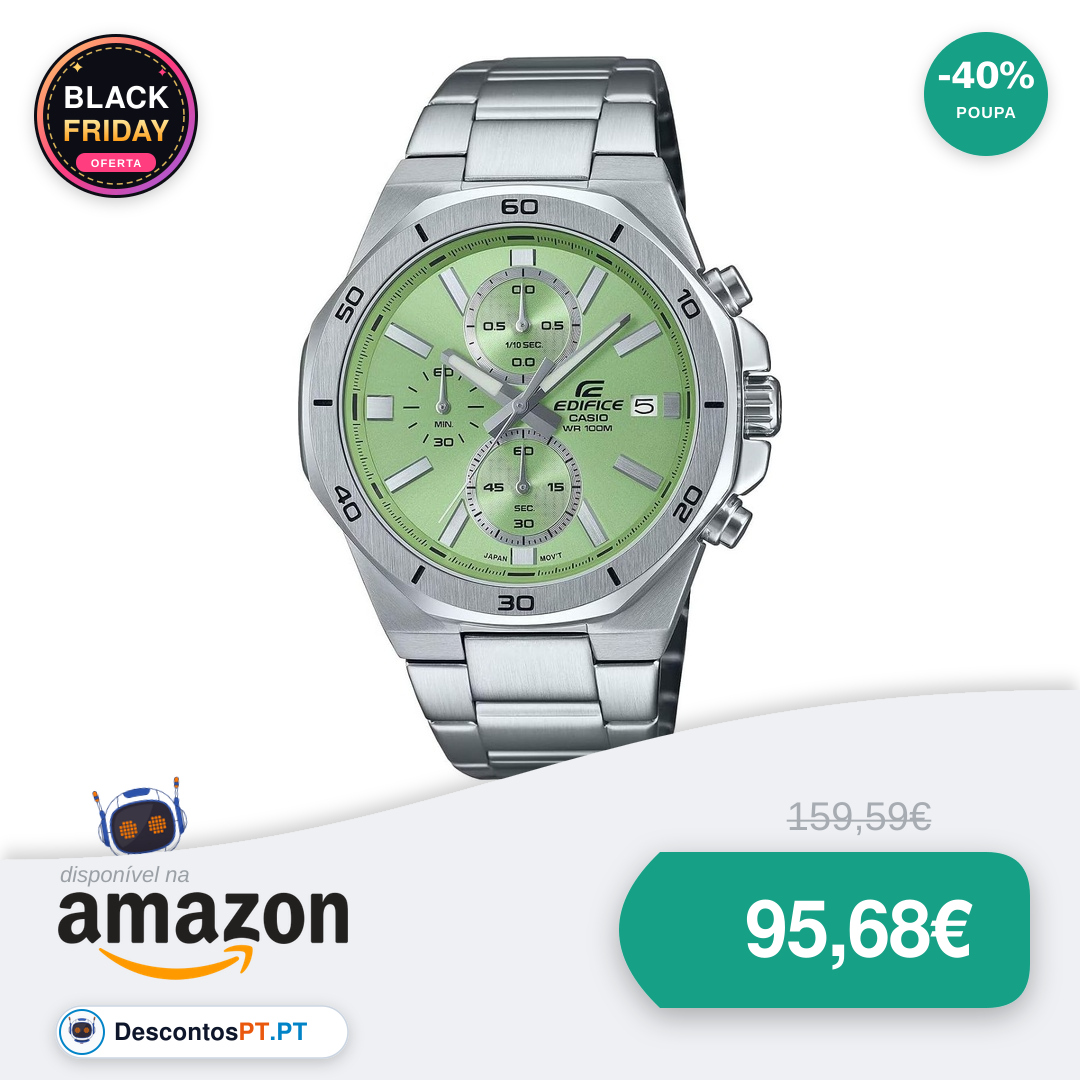 BLACK
FRIDAY
OFERTA
-40%
POUPA
60
50
10
0.0
0.5
0.5
1/10 SEC.
0.0
60
MIN.
30
EDIFICE
CASIO
WR 100M
5
60
45
15
SEC.
30
40
20
JAPAN
MOV'T
30
159,59€
disponível na
amazon
95,68€
DescontosPT.PT